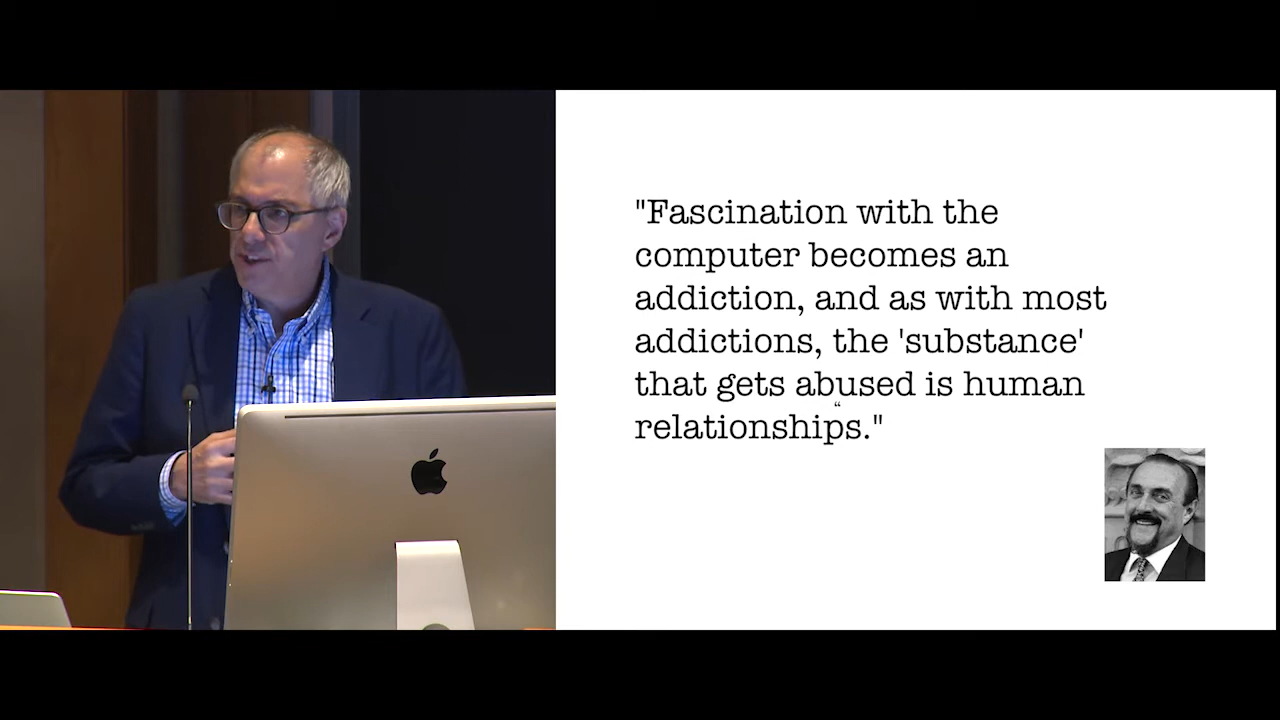 "Fascination with the
computer becomes an
addiction, and as with most
addictions, the 'substance'
that gets abused is human
“
relationships."